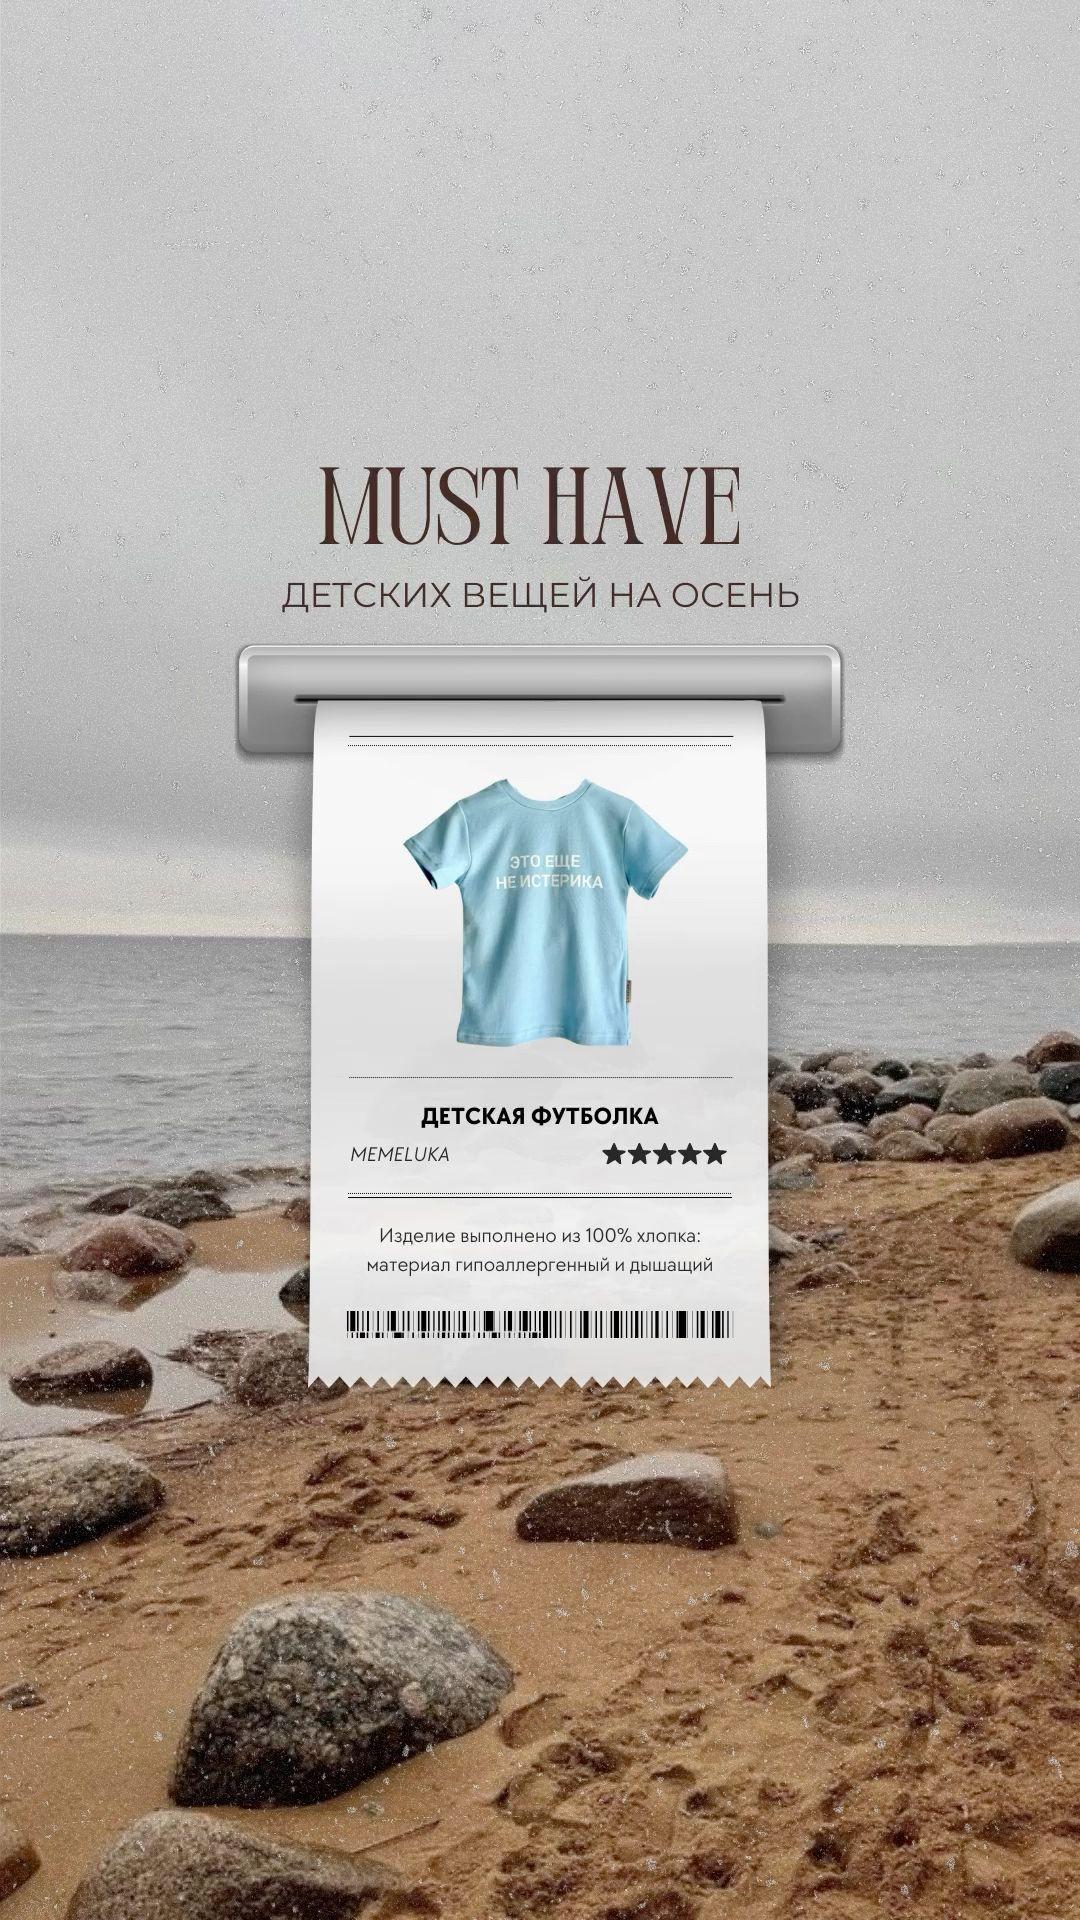 MUST HAVE
ДЕТСКИХ ВЕЩЕЙ НА ОСЕНЬ
ЭТО ЕЩЕ
НЕ ИСТЕРИКА
ДЕТСКАЯ ФУТБОЛКА
MEMELUKA
Изделие выполнено из 100% хлопка:
материал гипоаллергенный и дышащий